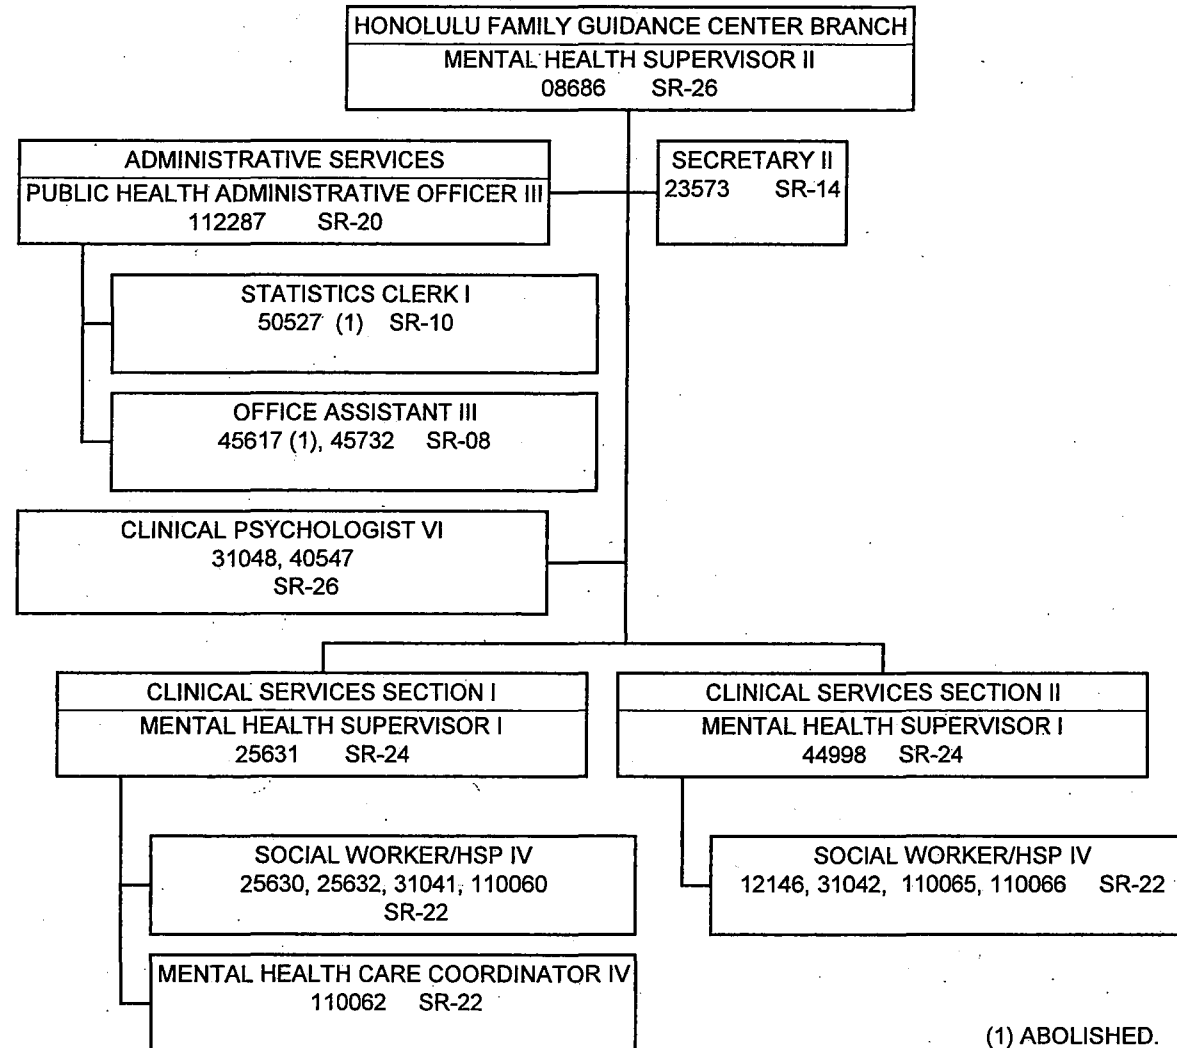 HONOLULU FAMILY GUIDANCE CENTER BRANCH
MENTAL HEALTH SUPERVISOR II
08686 SR-26
ADMINISTRATIVE SERVICES
PUBLIC HEALTH ADMINISTRATIVE OFFICER III
112287 SR-20
SECRETARY II
23573 SR-14
STATISTICS CLERK I
50527 (1) SR-10
OFFICE ASSISTANT III
45617 (1), 45732 SR-08
CLINICAL PSYCHOLOGIST VI
31048, 40547
SR-26
CLINICAL SERVICES SECTION I
MENTAL HEALTH SUPERVISOR I
25631 SR-24
SOCIAL WORKER/HSP IV
25630, 25632, 31041, 110060
SR-22
MENTAL HEALTH CARE COORDINATOR IV
110062 SR-22
CLINICAL SERVICES SECTION II
MENTAL HEALTH SUPERVISOR I
44998 SR-24
SOCIAL WORKER/HSP IV
12146, 31042, 110065, 110066 SR-22
(1) ABOLISHED.